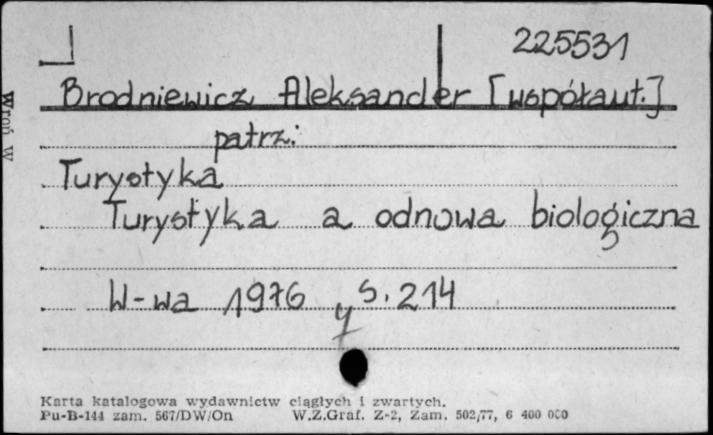 225531
Brodniewicz Aleksander [współaut.]
patrz:
Turystyka
Turystyka a odnowa biologiczna
W-wa 1976 s. 214
Karta katalogowa wydawnictw ciągłych i zwartych.
Pu-B-144 zam. 567/DW/On W.Z.Graf. Z-2, Zam. 502/77, 6 400 000